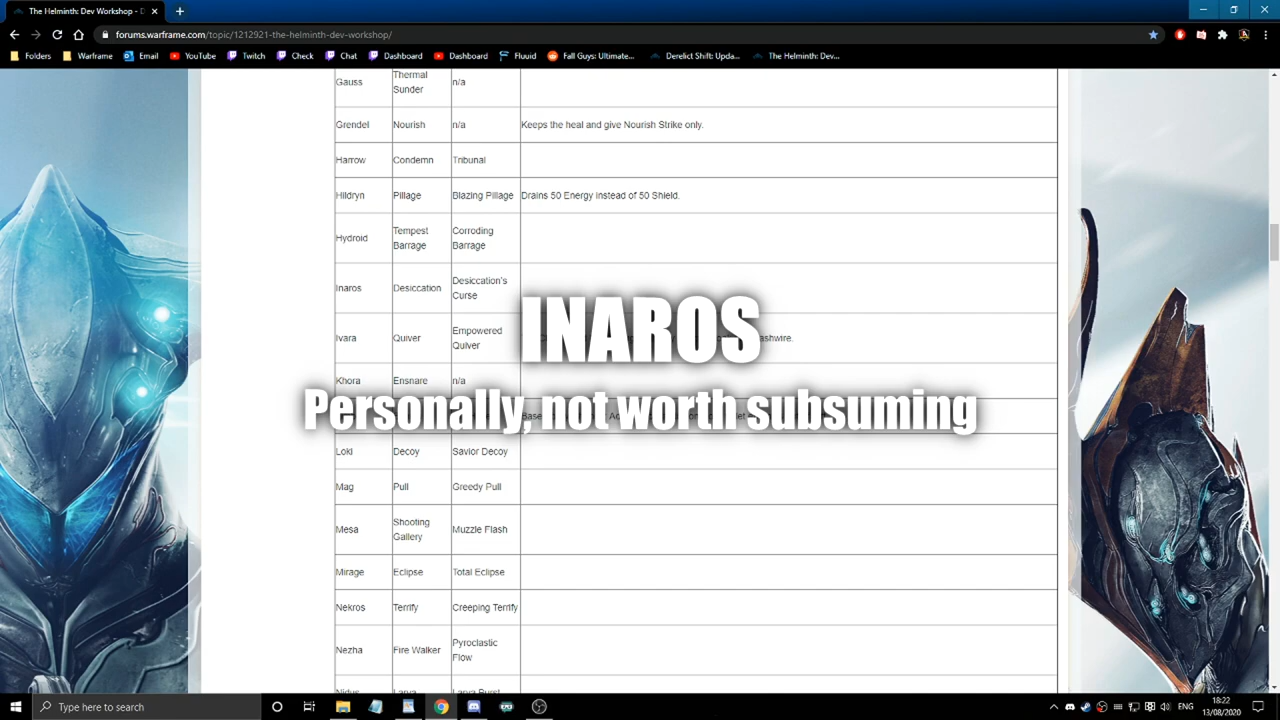 The Helminth: Dev Workshop - D
forums.warframe.com/topic/1212921-the-helminth-dev-workshop/
Folders Warframe Email YouTube Twitch Check Chat Dashboard Dashboard Fluuid Fall Guys: Ultimate... Derelict Shift: Upda... The Helminth: Dev...
Gauss Thermal Sunder n/a
Grendel Nourish n/a Keeps the heal and give Nourish Strike only.
Harrow Condemn Tribunal
Hildryn Pillage Blazing Pillage Drains 50 Energy instead of 50 Shield.
Hydroid Tempest Barrage Corroding Barrage
Inaros Desiccation Desiccation's Curse
INAROS
Ivara Quiver Empowered Quiver
Khora Ensnare n/a
Personally, not worth subsuming
Loki Decoy Savior Decoy
Mag Pull Greedy Pull
Mesa Shooting Gallery Muzzle Flash
Mirage Eclipse Total Eclipse
Nekros Terrify Creeping Terrify
Nezha Fire Walker Pyroclastic Flow
Nidus Larva Larva Burst
Type here to search
ENG
18:22
13/08/2020